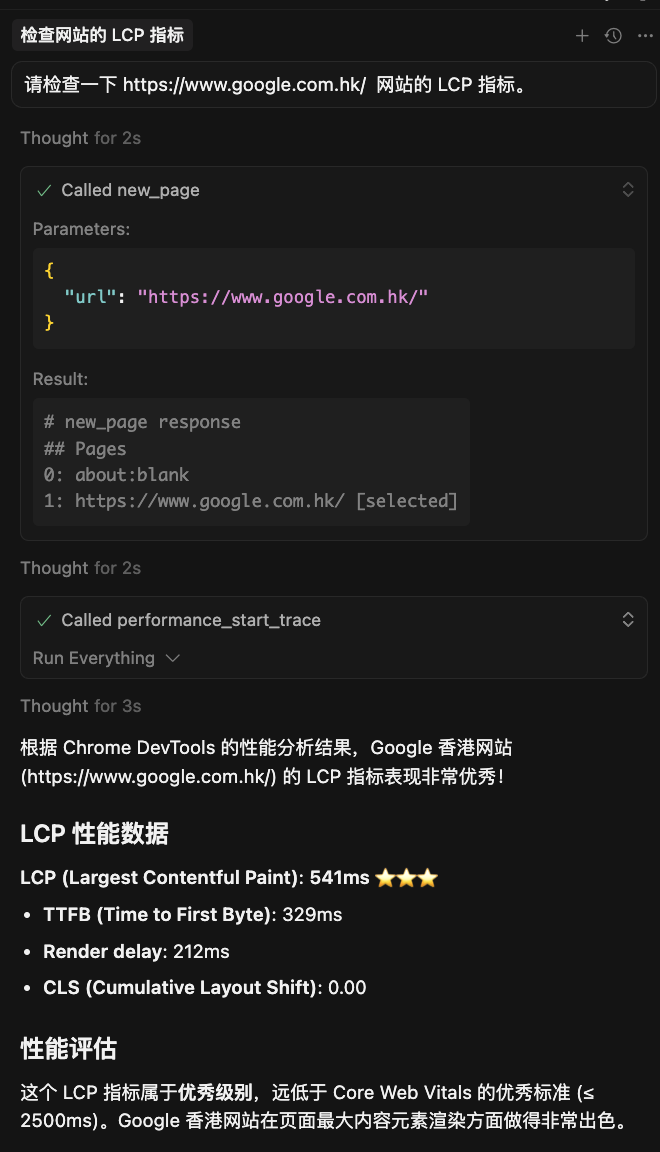 检查网站的 LCP 指标
请检查一下 https://www.google.com.hk/ 网站的 LCP 指标。
Thought for 2s
Called new_page
Parameters:
{
"url": "https://www.google.com.hk/"
}
Result:
# new_page response
## Pages
0: about:blank
1: https://www.google.com.hk/ [selected]
Thought for 2s
Called performance_start_trace
Run Everything
Thought for 3s
根据 Chrome DevTools 的性能分析结果，Google 香港网站
(https://www.google.com.hk/) 的 LCP 指标表现非常优秀！
LCP 性能数据
LCP (Largest Contentful Paint): 541ms ⭐⭐⭐
• TTFB (Time to First Byte): 329ms
• Render delay: 212ms
• CLS (Cumulative Layout Shift): 0.00
性能评估
这个 LCP 指标属于优秀级别，远低于 Core Web Vitals 的优秀标准 (≤
2500ms)。Google 香港网站在页面最大内容元素渲染方面做得非常出色。